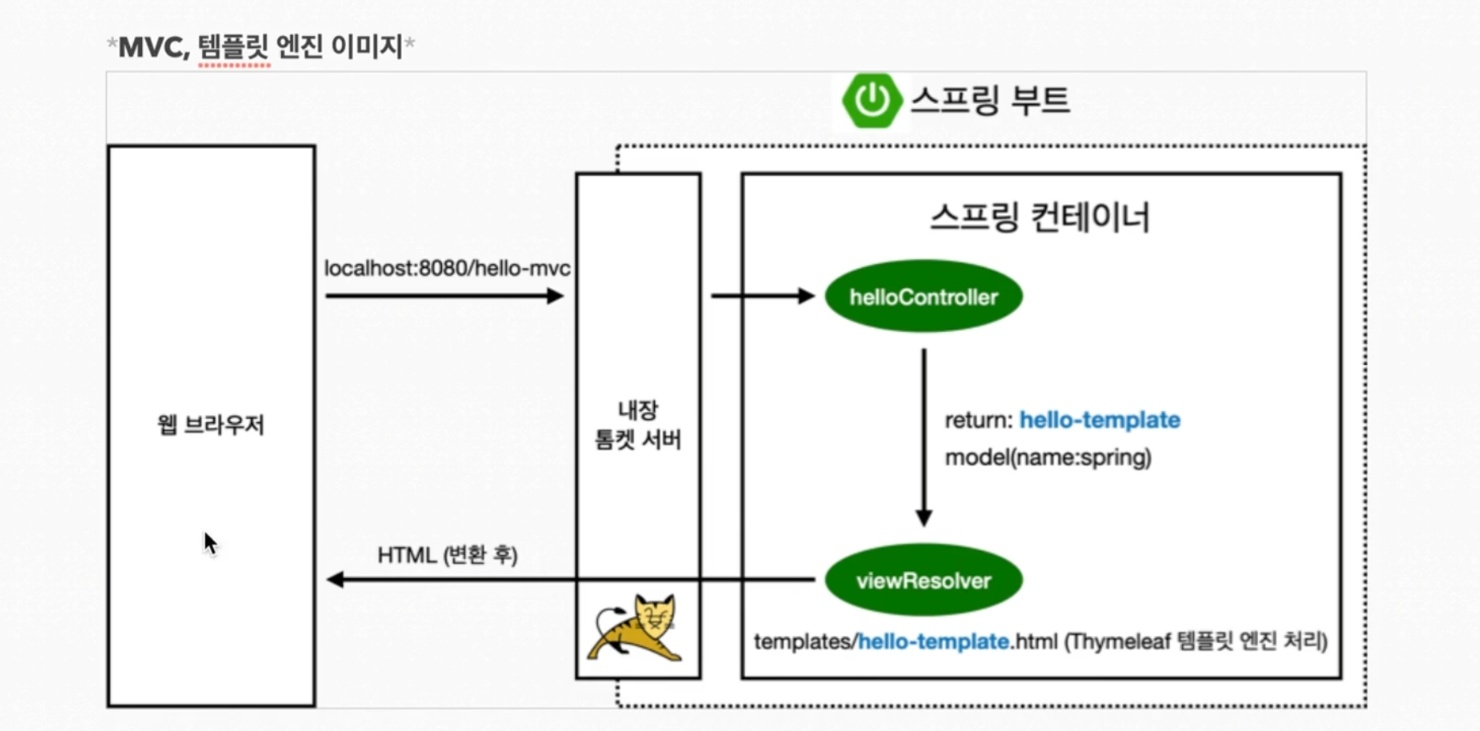 *MVC, 템플릿 엔진 이미지*
스프링 부트
스프링 컨테이너
localhost:8080/hello-mvc
helloController
웹 브라우저
내장
톰켓 서버
return: hello-template
model(name:spring)
HTML (변환 후)
viewResolver
templates/hello-template.html (Thymeleaf 템플릿 엔진 처리)